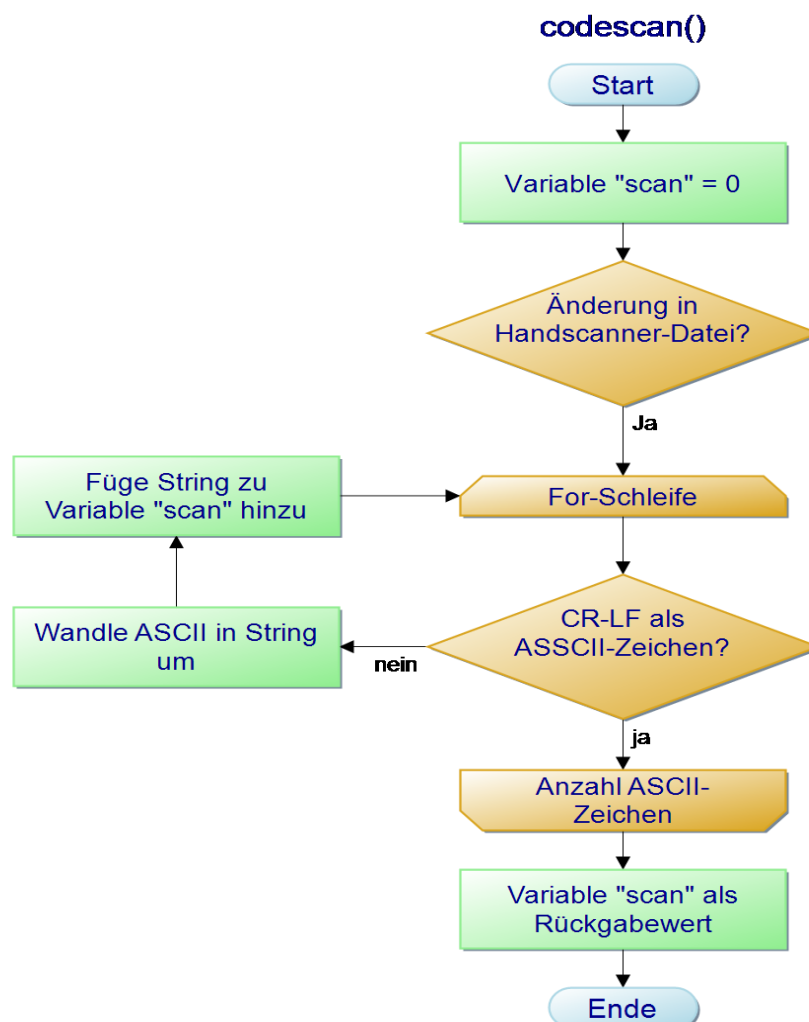 codescan()
Start
Variable "scan" = 0
Änderung in
Handscanner-Datei?
Ja
Füge String zu
Variable "scan" hinzu
For-Schleife
Wandle ASCII in String
um
nein
CR-LF als
ASSCII-Zeichen?
ja
Anzahl ASCII-
Zeichen
Variable "scan" als
Rückgabewert
Ende